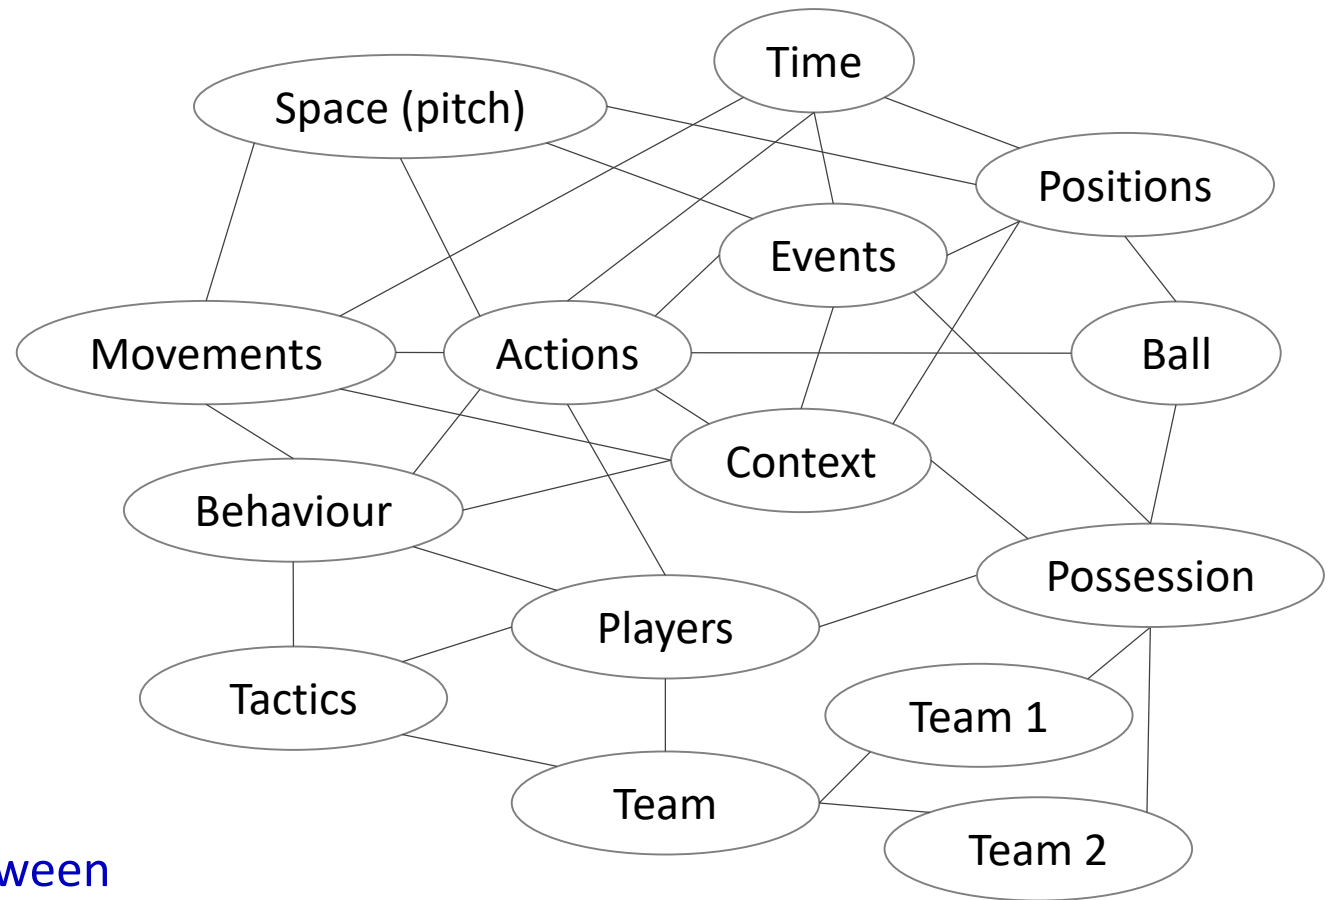 Time
Space (pitch)
Positions
Events
Movements
Actions
Ball
Context
Behaviour
Possession
Players
Tactics
Team 1
Team
Team 2
ween